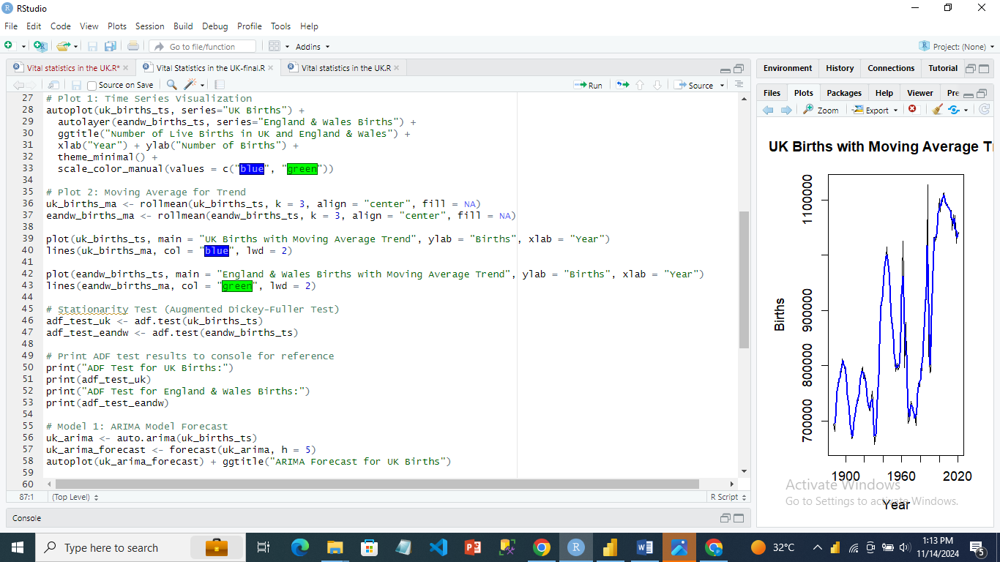 RStudio
File Edit Code View Plots Session Build Debug Profile Tools Help
Go to file/function Addins Project: (None)
Vital statistics in the UK.R* Vital Statistics in the UK-final.R Vital statistics in the UK.R
Source on Save Run Source
27 # Plot 1: Time Series Visualization
28 autoplot(uk_births_ts, series="UK Births") +
29 autolayer(eandw_births_ts, series="England & Wales Births") +
30 ggtitle("Number of Live Births in UK and England & Wales") +
31 xlab("Year") + ylab("Number of Births") +
32 theme_minimal() +
33 scale_color_manual(values = c("blue", "green"))
34
35 # Plot 2: Moving Average for Trend
36 uk_births_ma <- rollmean(uk_births_ts, k = 3, align = "center", fill = NA)
37 eandw_births_ma <- rollmean(eandw_births_ts, k = 3, align = "center", fill = NA)
38
39 plot(uk_births_ts, main = "UK Births with Moving Average Trend", ylab = "Births", xlab = "Year")
40 lines(uk_births_ma, col = "blue", lwd = 2)
41
42 plot(eandw_births_ts, main = "England & Wales Births with Moving Average Trend", ylab = "Births", xlab = "Year")
43 lines(eandw_births_ma, col = "green", lwd = 2)
44
45 # Stationarity Test (Augmented Dickey-Fuller Test)
46 adf_test_uk <- adf.test(uk_births_ts)
47 adf_test_eandw <- adf.test(eandw_births_ts)
48
49 # Print ADF test results to console for reference
50 print("ADF Test for UK Births:")
51 print(adf_test_uk)
52 print("ADF Test for England & Wales Births:")
53 print(adf_test_eandw)
54
55 # Model 1: ARIMA Model Forecast
56 uk_arima <- auto.arima(uk_births_ts)
57 uk_arima_forecast <- forecast(uk_arima, h = 5)
58 autoplot(uk_arima_forecast) + ggtitle("ARIMA Forecast for UK Births")
59
60
87:1 (Top Level) R Script
Console
Environment History Connections Tutorial
Files Plots Packages Help Viewer Pre
Zoom Export
UK Births with Moving Average T
Births
1100000
900000
800000
700000
1900 1960 2020
Year
Activate Windows
Go to Settings to activate Windows.
Type here to search
32°C
1:13 PM
11/14/2024
5